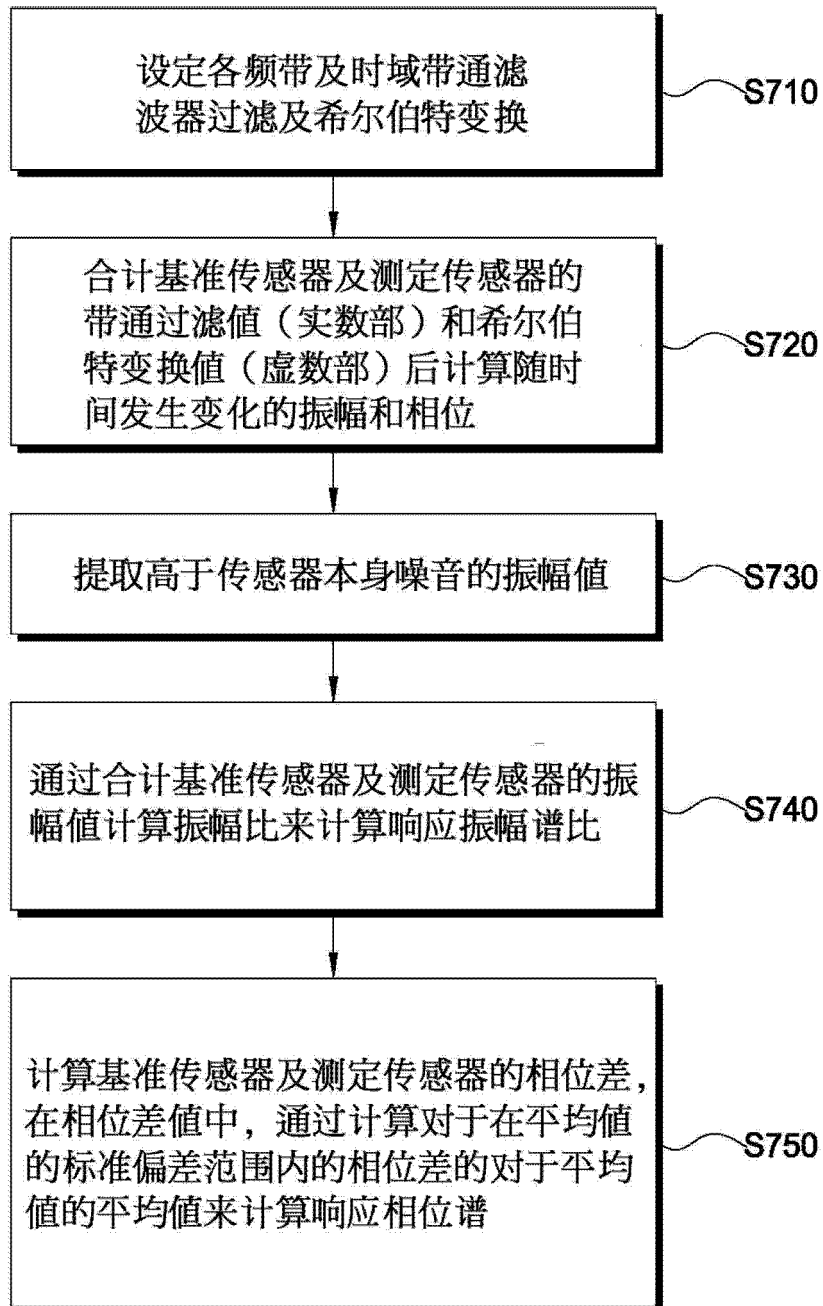 设定各频带及时域带通滤
波器过滤及希尔伯特变换
S710
合计基准传感器及测定传感器的
带通过滤值（实数部）和希尔伯
特变换值（虚数部）后计算随时
间发生变化的振幅和相位
S720
提取高于传感器本身噪音的振幅值
S730
通过合计基准传感器及测定传感器的振
幅值计算振幅比来计算响应振幅谱比
S740
计算基准传感器及测定传感器的相位差，
在相位差值中，通过计算对于在平均值
的标准偏差范围内的相位差的对于平均
值的平均值来计算响应相位谱
S750